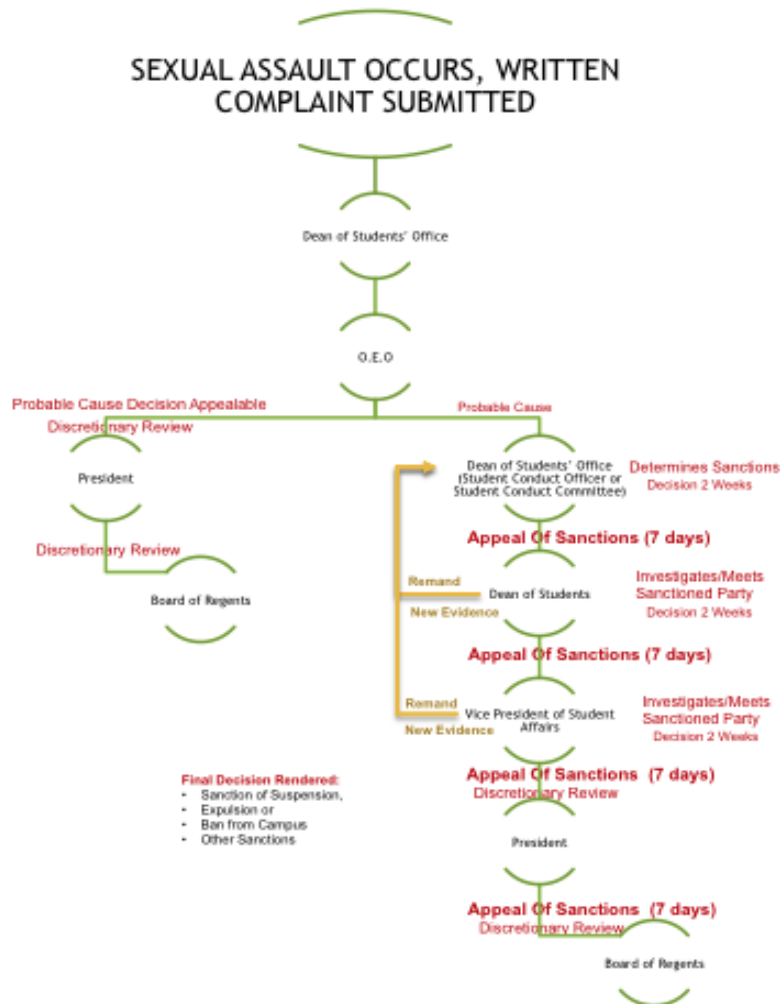 SEXUAL ASSAULT OCCURS, WRITTEN
COMPLAINT SUBMITTED
Dean of Students' Office
O.E.O
Probable Cause Decision Appealable
Discretionary Review
President
Discretionary Review
Board of Regents
Probable Cause
Dean of Students' Office
(Student Conduct Officer or
Student Conduct Committee)
Determines Sanctions
Decision 2 Weeks
Appeal Of Sanctions (7 days)
Remand
New Evidence
Dean of Students
Investigates/Meets
Sanctioned Party
Decision 2 Weeks
Appeal Of Sanctions (7 days)
Remand
New Evidence
Vice President of Student
Affairs
Investigates/Meets
Sanctioned Party
Decision 2 Weeks
Appeal Of Sanctions (7 days)
Discretionary Review
Final Decision Rendered:
• Sanction of Suspension,
• Expulsion or
• Ban from Campus
• Other Sanctions
President
Appeal Of Sanctions (7 days)
Discretionary Review
Board of Regents